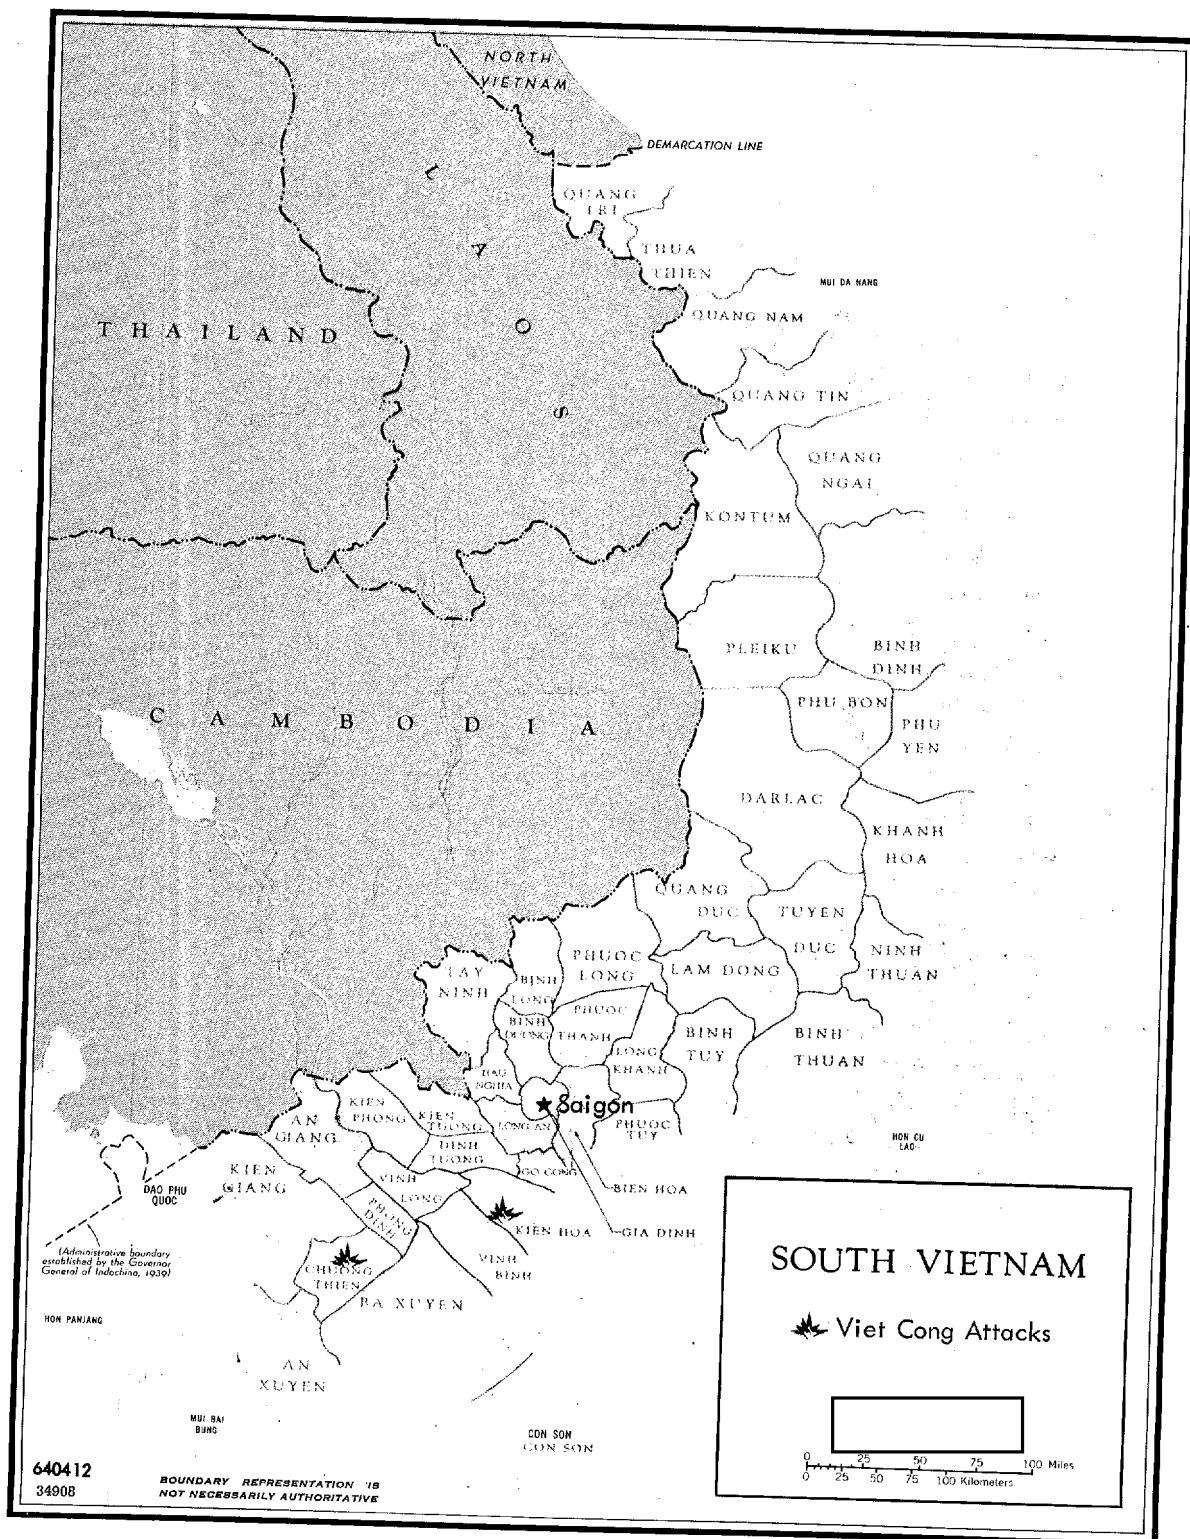 NORTH
VIETNAM
DEMARCATION LINE
LAOS
QUANG
TRI
THUA
THIEN
MUI DA NANG
QUANG NAM
THAILAND
QUANG TIN
QUANG
NGAI
KONTUM
PLEIKU
BINH
DINH
PHU BON
PHU
YEN
CAMBODIA
DARLAC
KHANH
HOA
QUANG
DUC
TUYEN
DUC
NINH
THUAN
PHUOC
LONG
LAM DONG
TAY
NINH
BINH
LONG
PHUOC
THANH
BINH
DUONG
BINH
TUY
BINH
THUAN
LONG
KHANH
HAU
NGHIA
Saigon
KIEN
PHONG
AN
GIANG
KIEN
TUONG
LONG AN
PHUOC
TUY
HON CU
LAO
DINH
TUONG
GO CONG
KIEN
GIANG
DAO PHU
QUOC
VINH
LONG
BIEN HOA
PHONG
DINH
KIEN HOA
GIA DINH
(Administrative boundary
established by the Governor
General of Indochina, 1939)
CHUONG
THIEN
VINH
BINH
BA XUYEN
HON PANJANG
AN
XUYEN
MUI BAI
BUNG
CON SON
CON SON
SOUTH VIETNAM
Viet Cong Attacks
0 25 50 100 Miles
0 25 50 75 100 Kilometers
640412
34908
BOUNDARY REPRESENTATION IS
NOT NECESSARILY AUTHORITATIVE